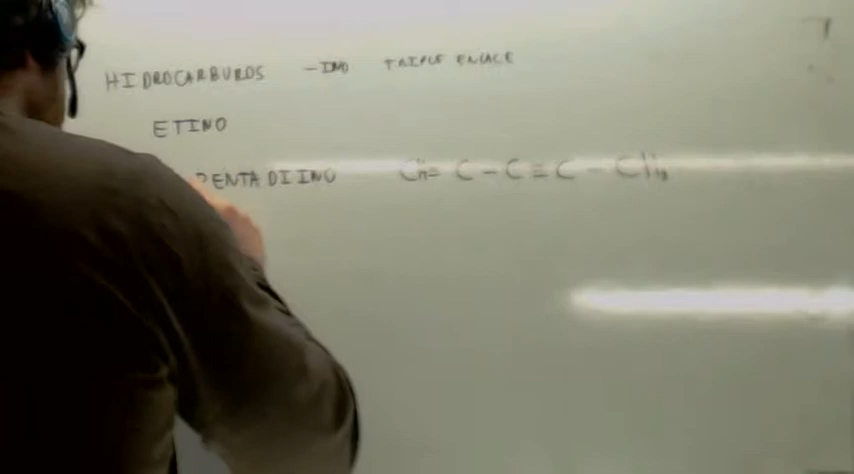 HIDROCARBUROS -INO TRIPLE ENLACE
ETINO
PENTADIINO CH≡C-C≡C-CH₃